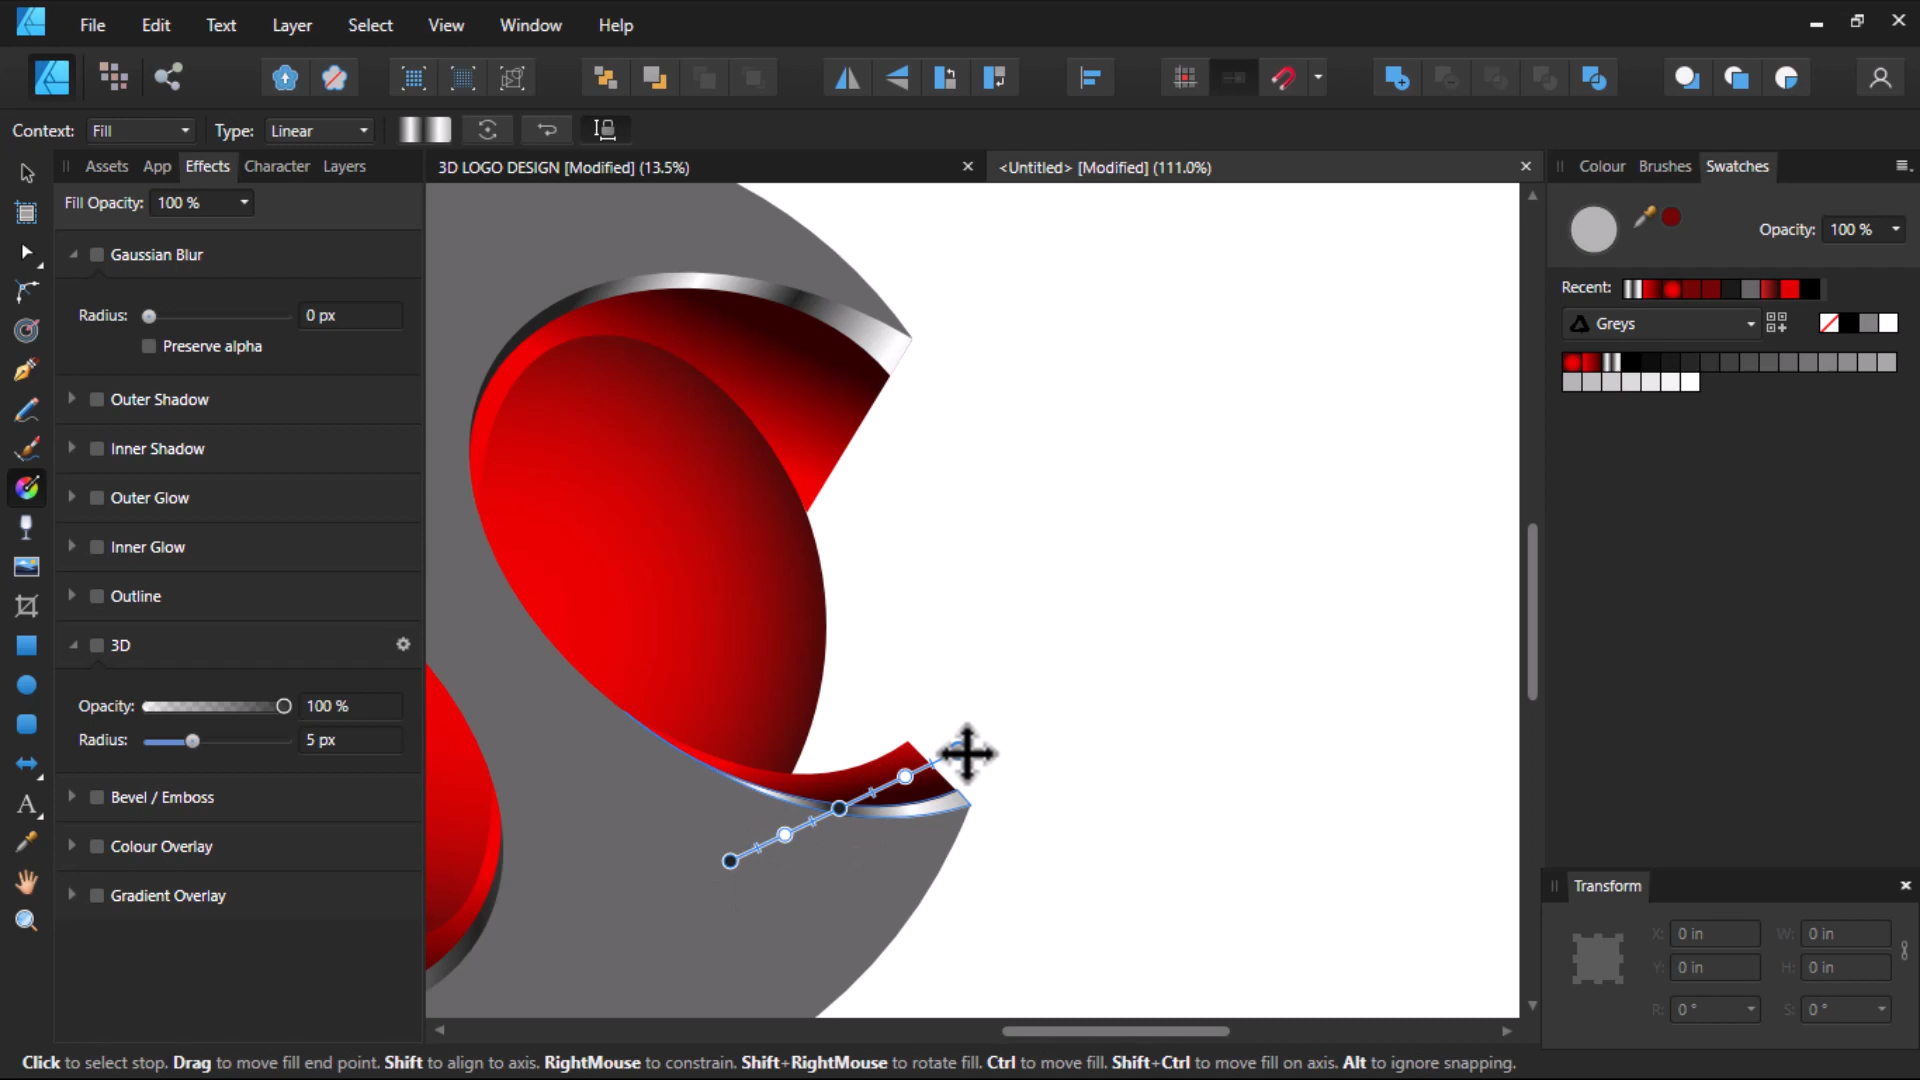 File Edit Text Layer Select View Window Help
Context: Fill Type: Linear
Assets App Effects Character Layers
3D LOGO DESIGN [Modified] (13.5%)
<Untitled> [Modified] (111.0%)
Colour Brushes Swatches
Fill Opacity: 100 %
Opacity: 100 %
Gaussian Blur
Radius: 0 px
Preserve alpha
Recent:
Greys
Outer Shadow
Inner Shadow
Outer Glow
Inner Glow
Outline
3D
Opacity: 100 %
Radius: 5 px
Bevel / Emboss
Colour Overlay
Gradient Overlay
Transform
X: 0 in W: 0 in
Y: 0 in H: 0 in
R: 0 ° S: 0 °
Click to select stop. Drag to move fill end point. Shift to align to axis. RightMouse to constrain. Shift+RightMouse to rotate fill. Ctrl to move fill. Shift+Ctrl to move fill on axis. Alt to ignore snapping.